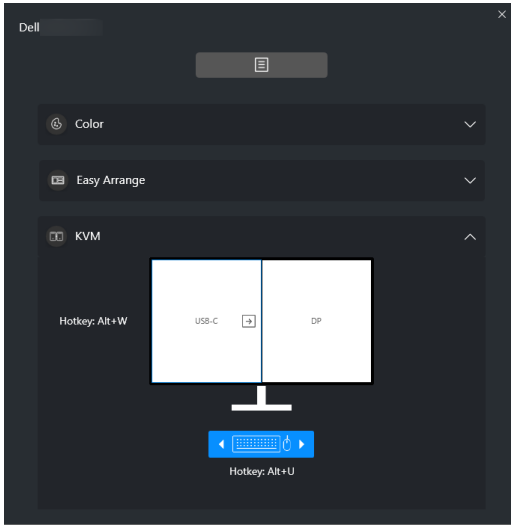 Dell
Color
Easy Arrange
KVM
Hotkey: Alt+W
USB-C
DP
Hotkey: Alt+U